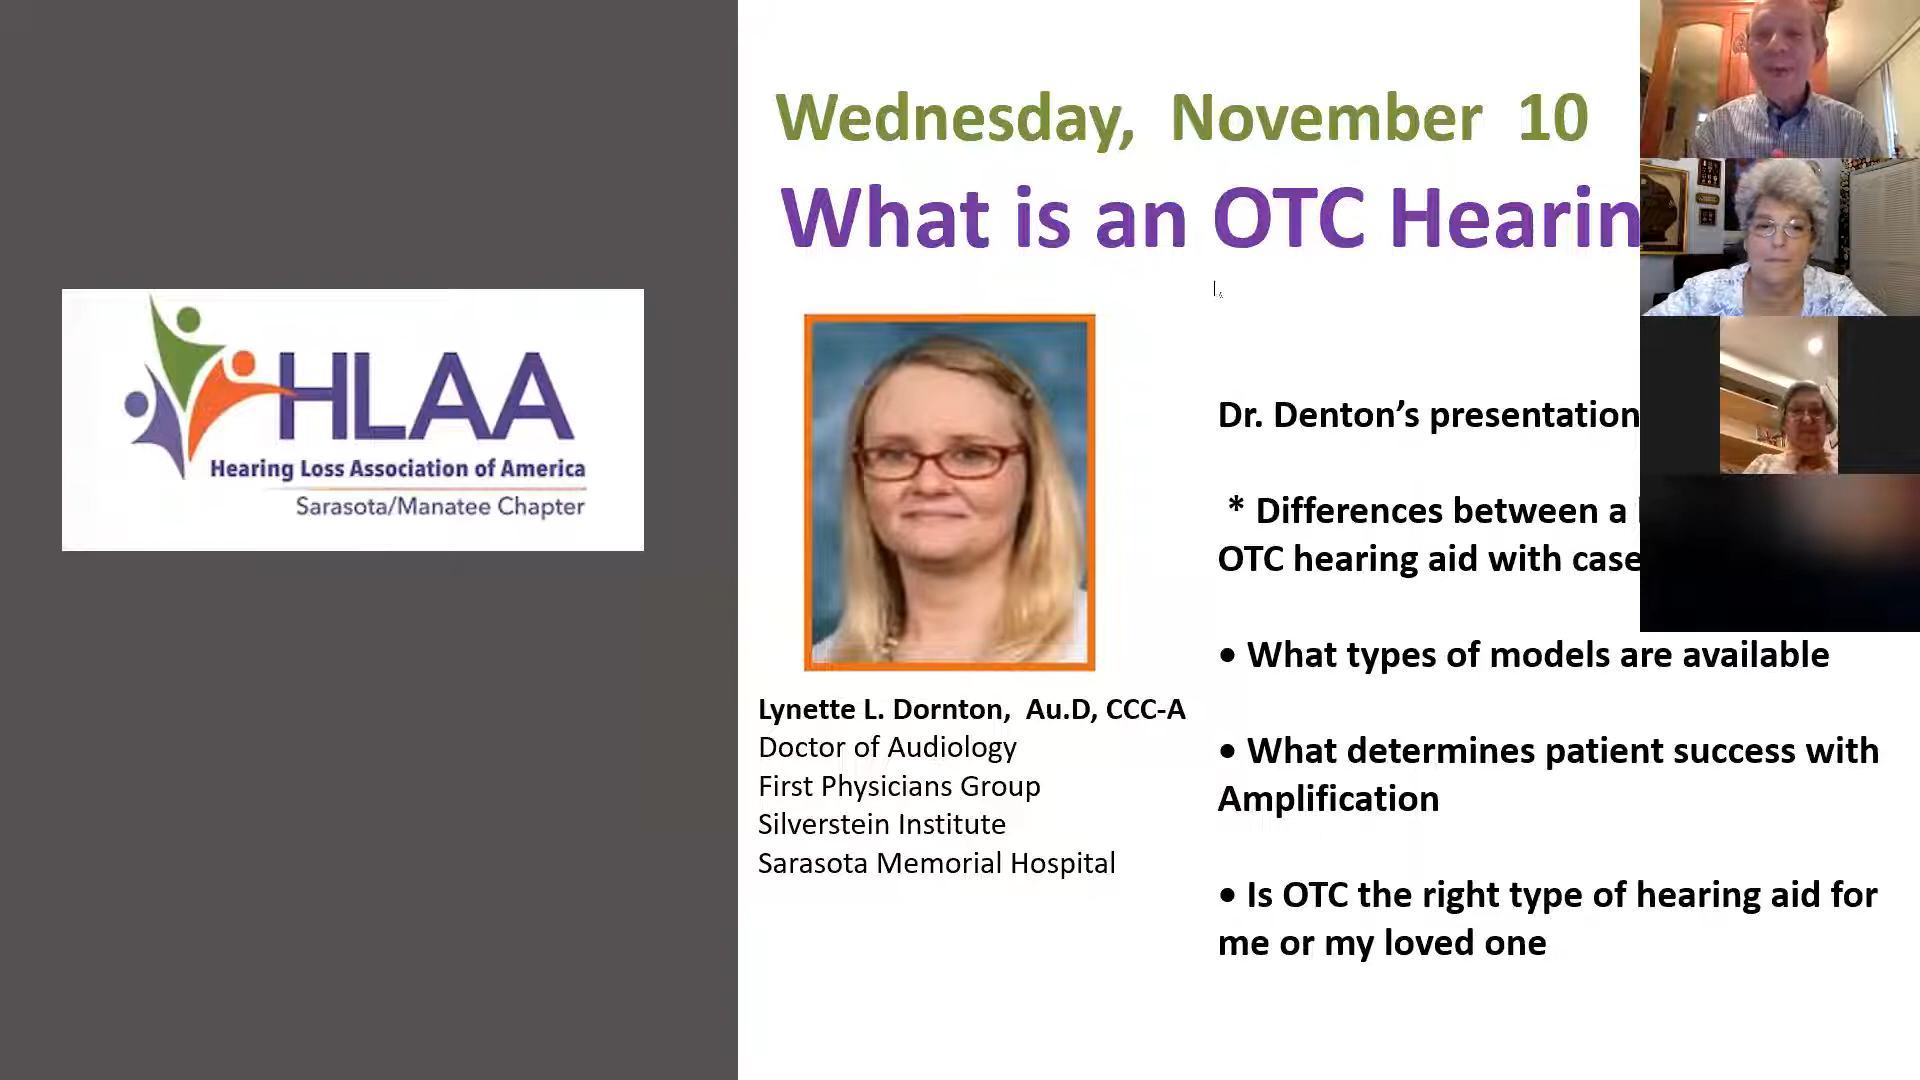 HLAA
Hearing Loss Association of America
Sarasota/Manatee Chapter
Wednesday, November 10
What is an OTC
Lynette L. Dornton, Au.D, CCC-A
Doctor of Audiology
First Physicians Group
Silverstein Institute
Sarasota Memorial Hospital
Dr. Denton’s presentation
* Differences between a
OTC hearing aid with case
• What types of models are available
• What determines patient success with
Amplification
• Is OTC the right type of hearing aid for
me or my loved one